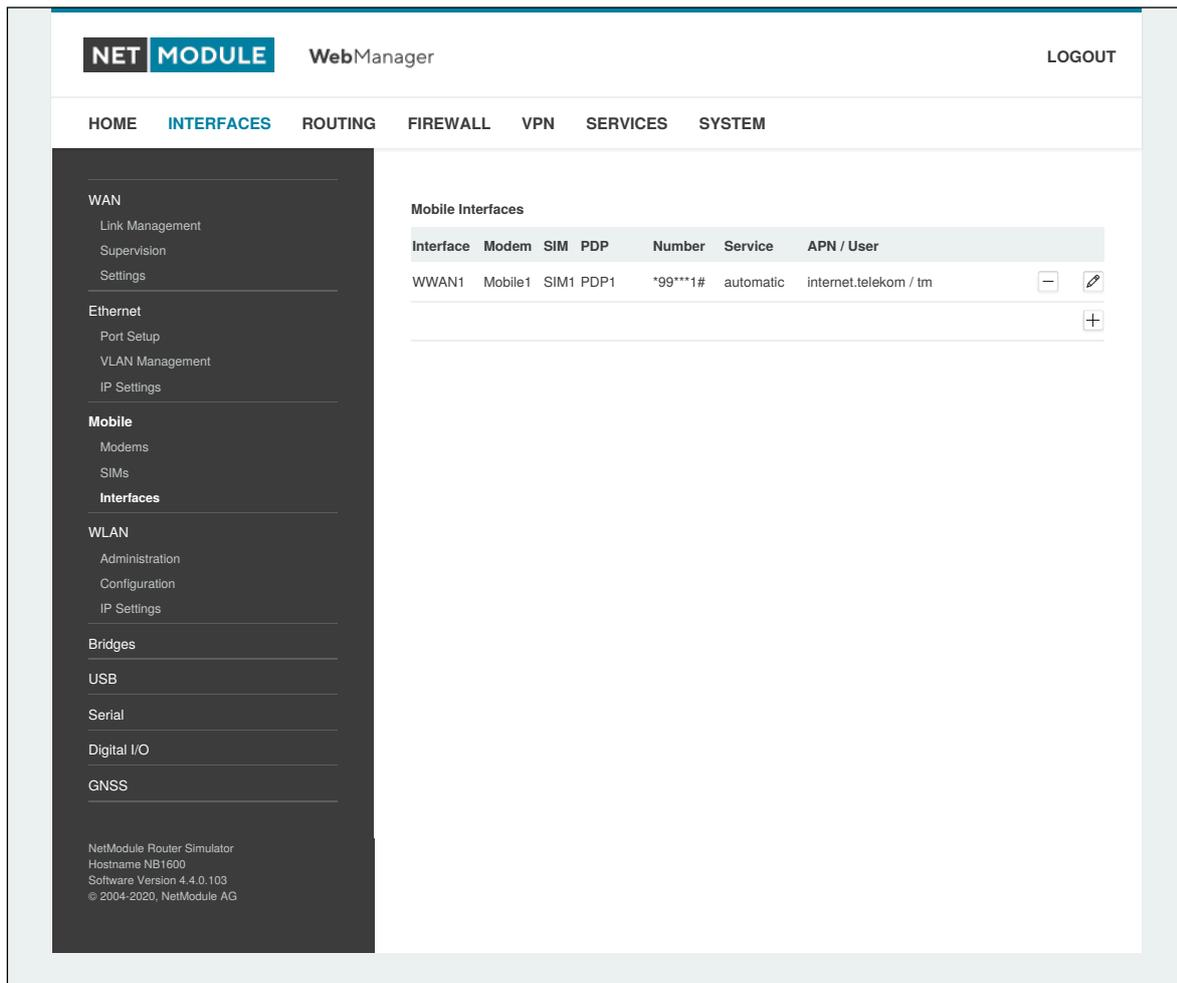 NET MODULE WebManager LOGOUT
HOME INTERFACES ROUTING FIREWALL VPN SERVICES SYSTEM
WAN
Link Management
Supervision
Settings
Ethernet
Port Setup
VLAN Management
IP Settings
Mobile
Modems
SIMs
Interfaces
WLAN
Administration
Configuration
IP Settings
Bridges
USB
Serial
Digital I/O
GNSS
NetModule Router Simulator
Hostname NB1600
Software Version 4.4.0.103
© 2004-2020, NetModule AG
Mobile Interfaces
Interface Modem SIM PDP Number Service APN / User
WWAN1 Mobile1 SIM1 PDP1 *99***1# automatic internet.telekom / tm